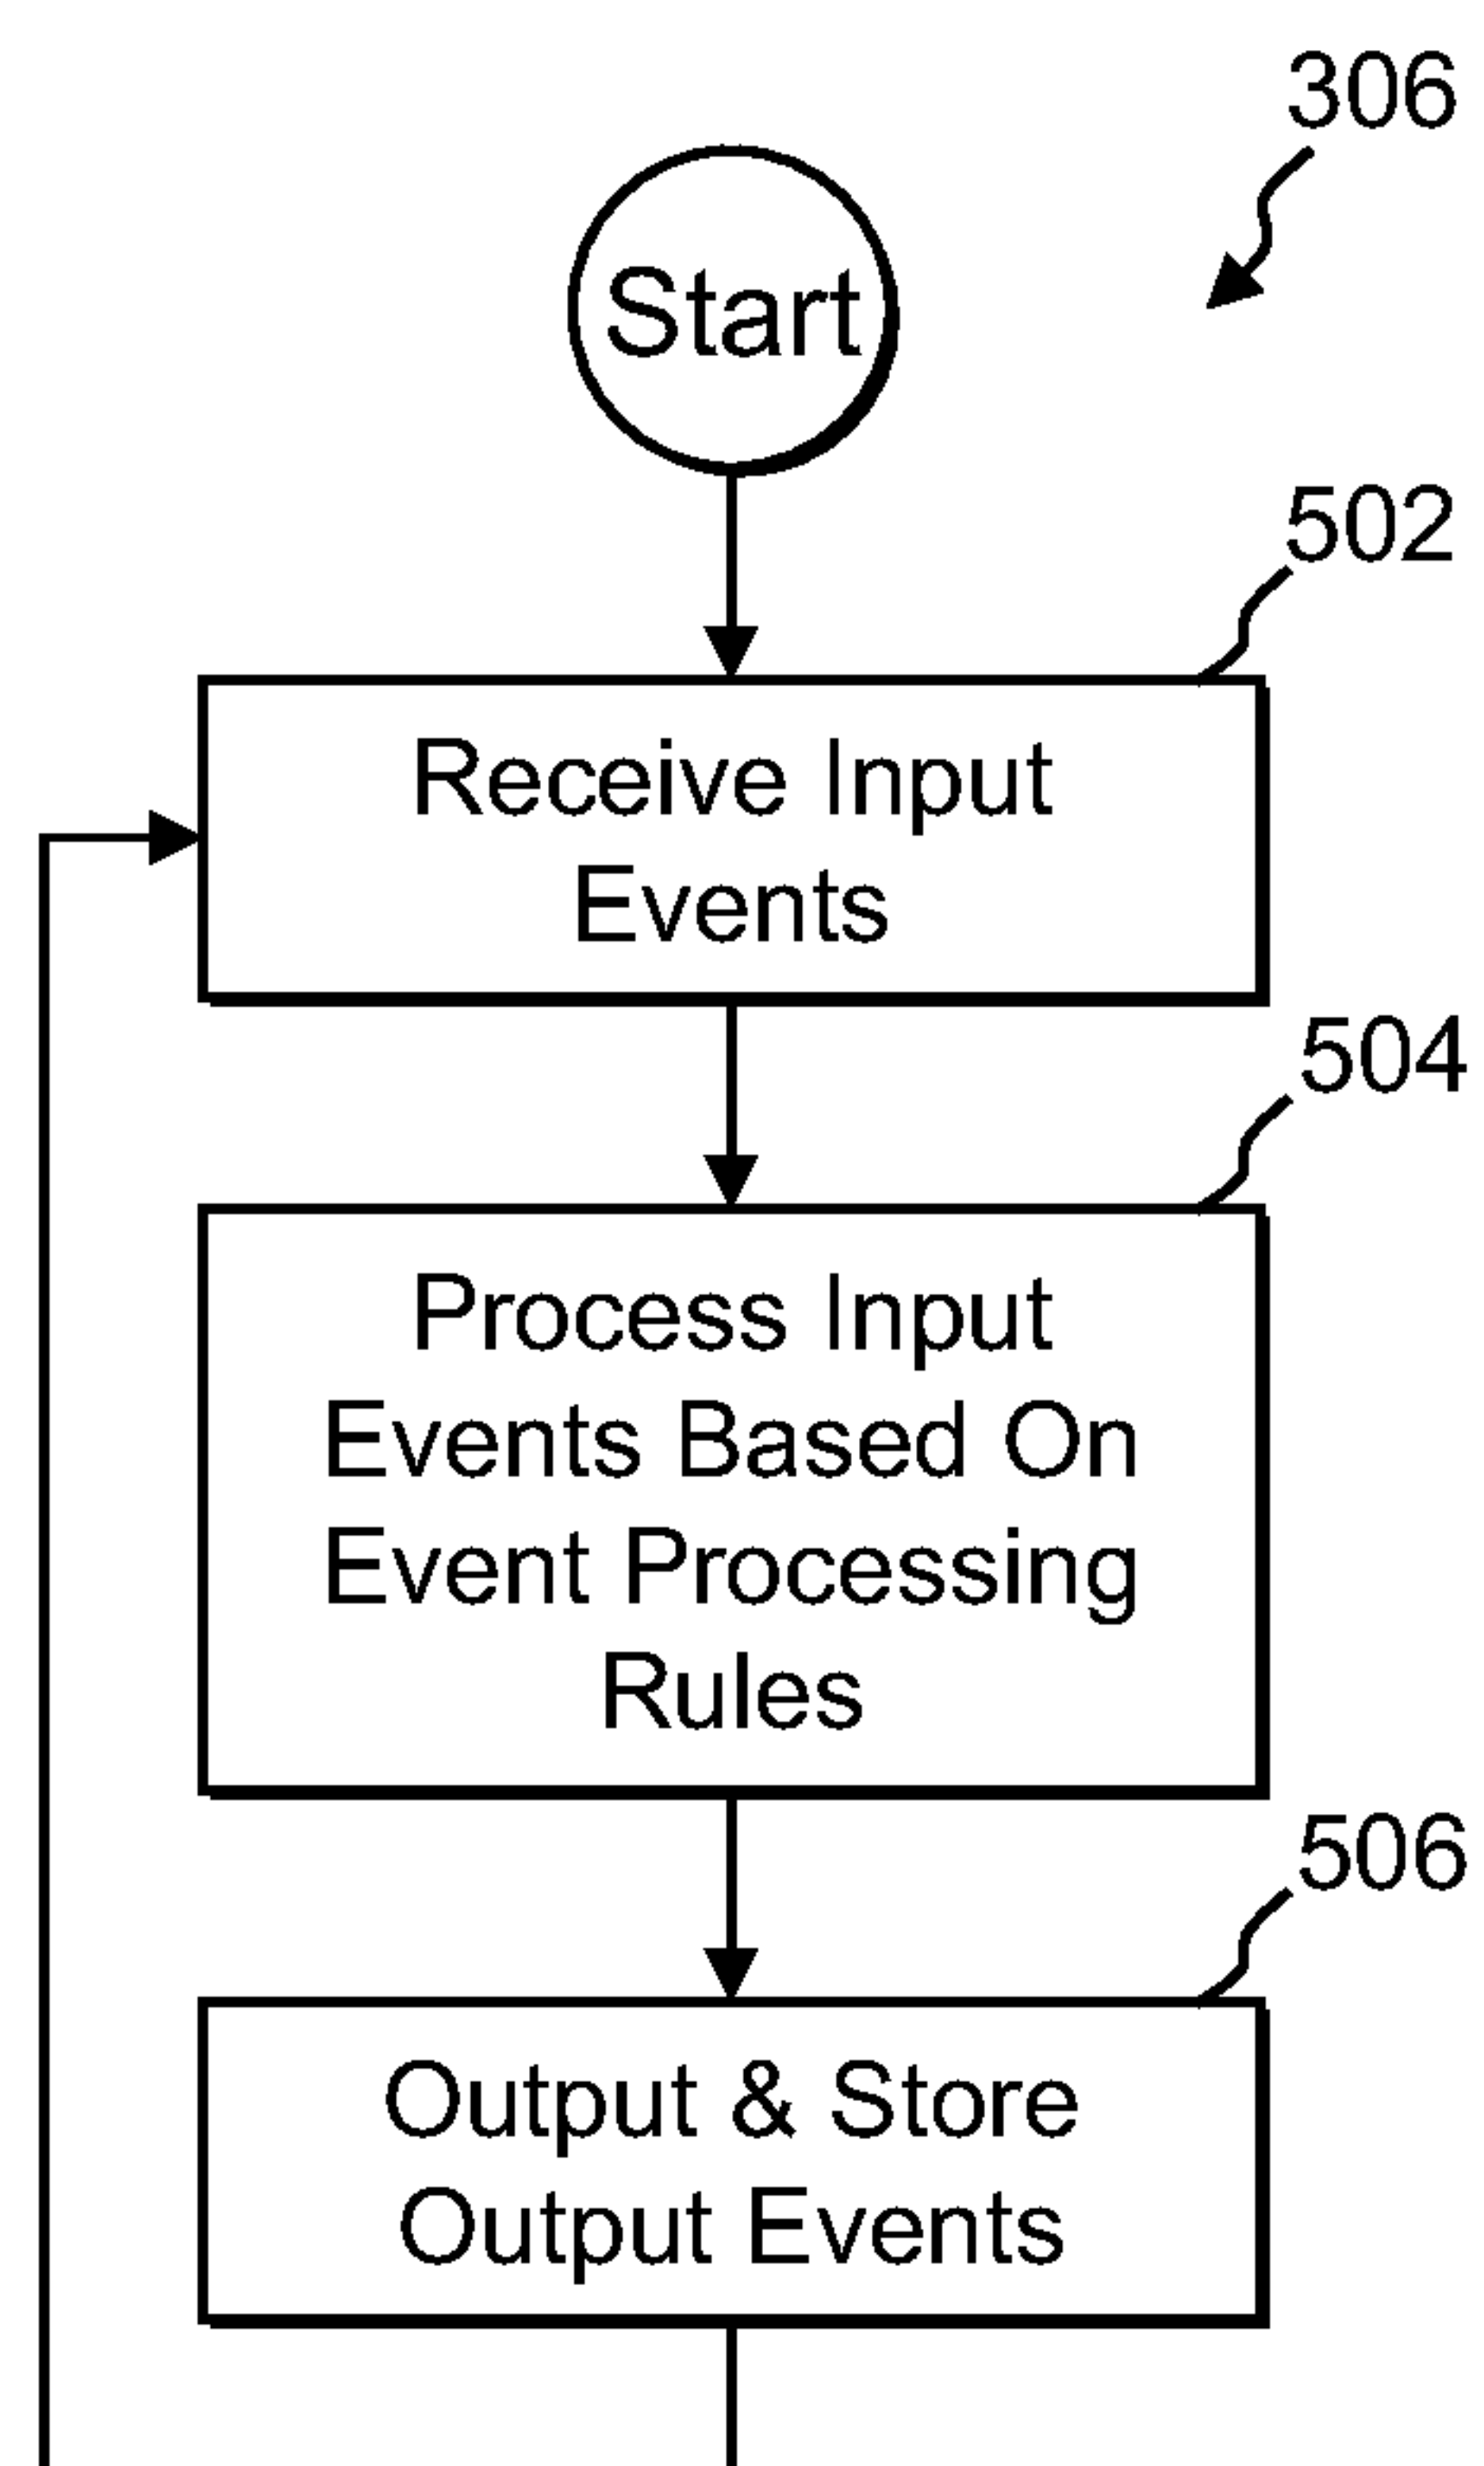 306
Start
502
Receive Input
Events
504
Process Input
Events Based On
Event Processing
Rules
506
Output & Store
Output Events